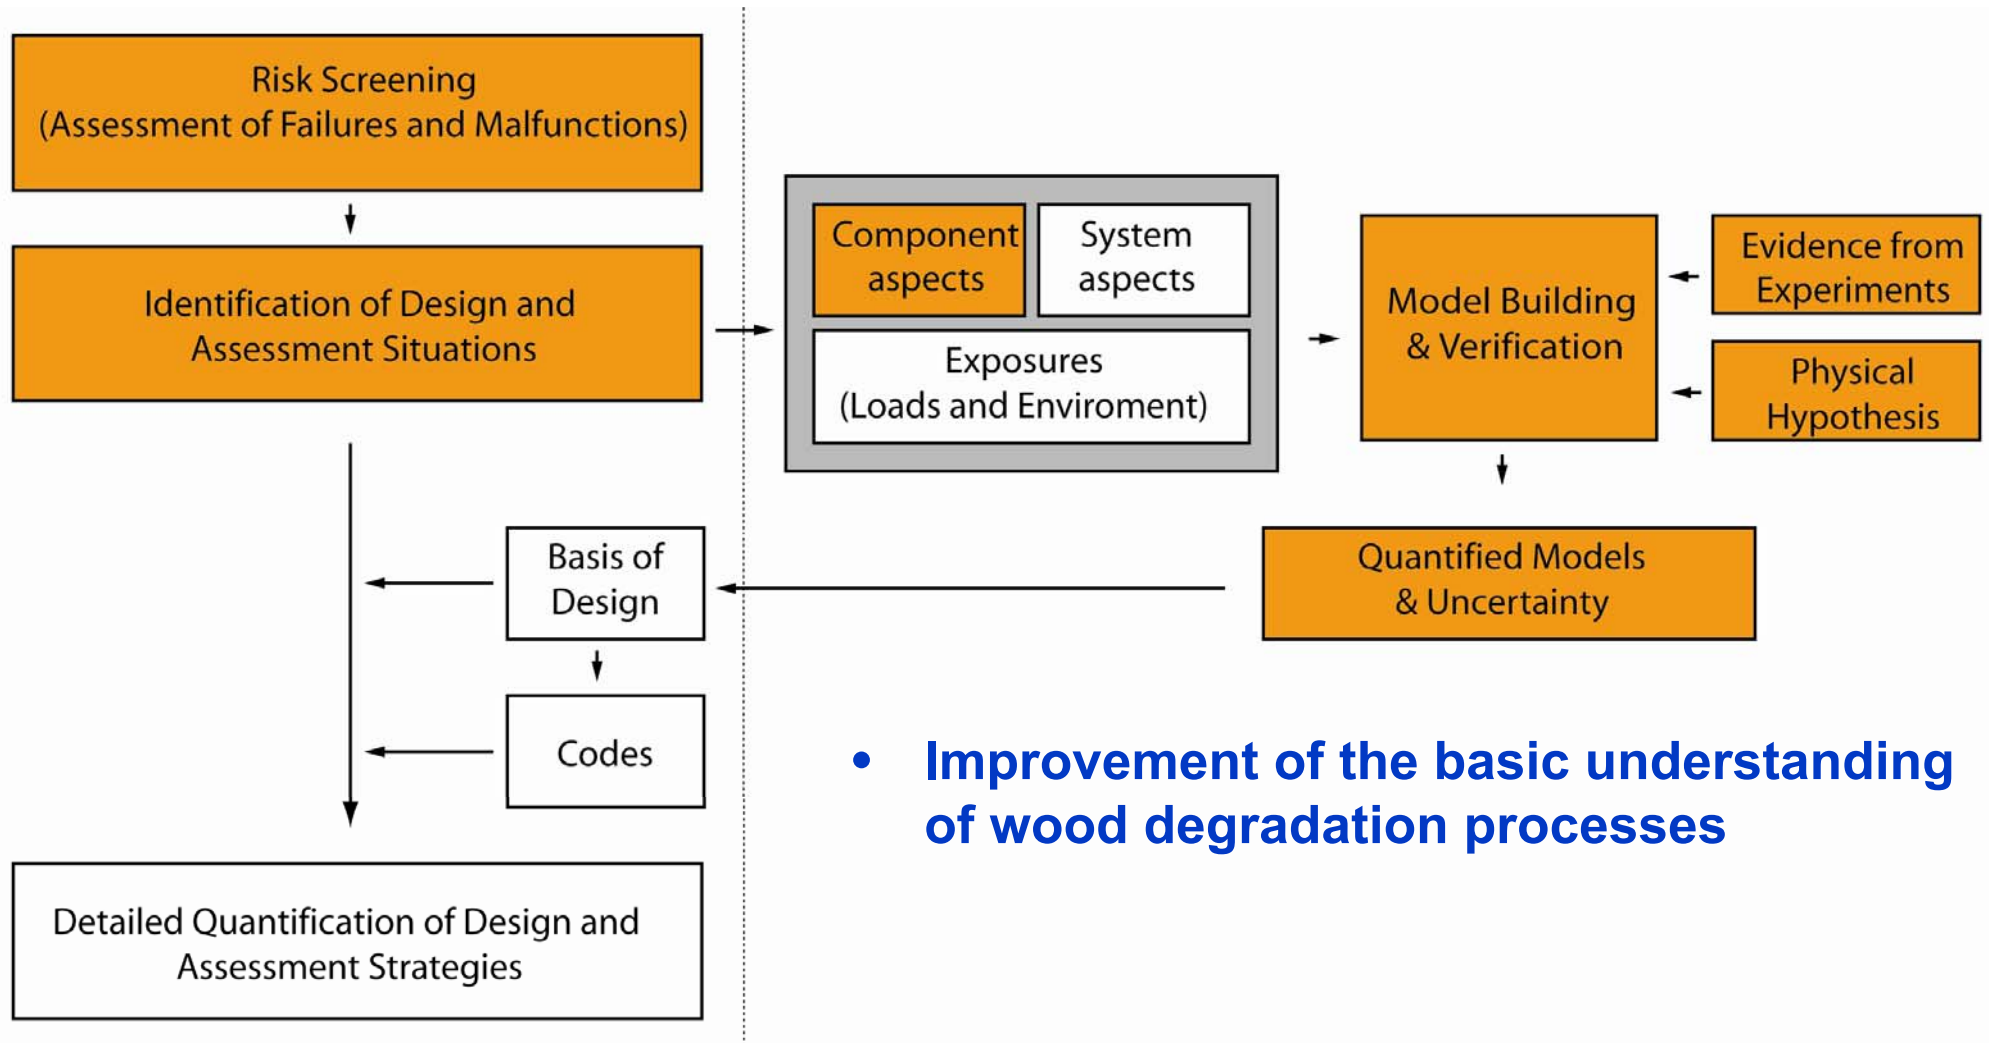 Risk Screening
(Assessment of Failures and Malfunctions)
Identification of Design and
Assessment Situations
Component
aspects
System
aspects
Exposures
(Loads and Enviroment)
Model Building
& Verification
Evidence from
Experiments
Physical
Hypothesis
Quantified Models
& Uncertainty
Basis of
Design
Codes
Detailed Quantification of Design and
Assessment Strategies
• Improvement of the basic understanding
of wood degradation processes